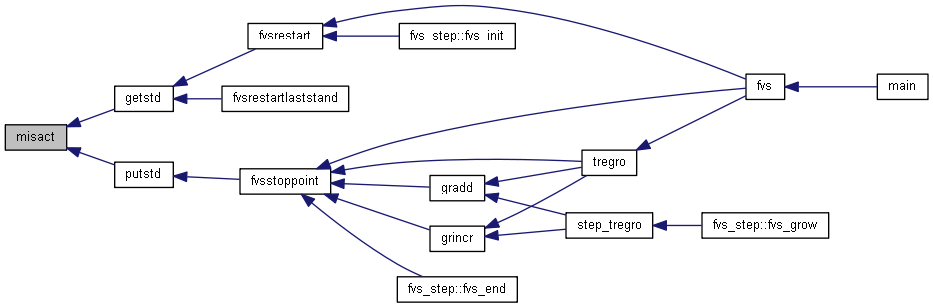 fvsrestart
fvs_step::fvs_init
fvs
main
getstd
fvsrestartlaststand
misact
tregro
putstd
fvsstoppoint
gradd
step_tregro
fvs_step::fvs_grow
grincr
fvs_step::fvs_end